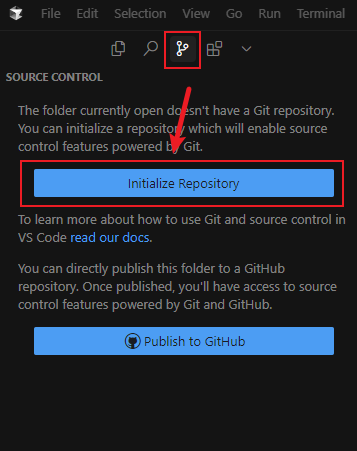 File Edit Selection View Go Run Terminal
SOURCE CONTROL
The folder currently open doesn't have a Git repository.
You can initialize a repository which will enable source
control features powered by Git.
Initialize Repository
To learn more about how to use Git and source control in
VS Code read our docs.
You can directly publish this folder to a GitHub
repository. Once published, you'll have access to source
control features powered by Git and GitHub.
Publish to GitHub